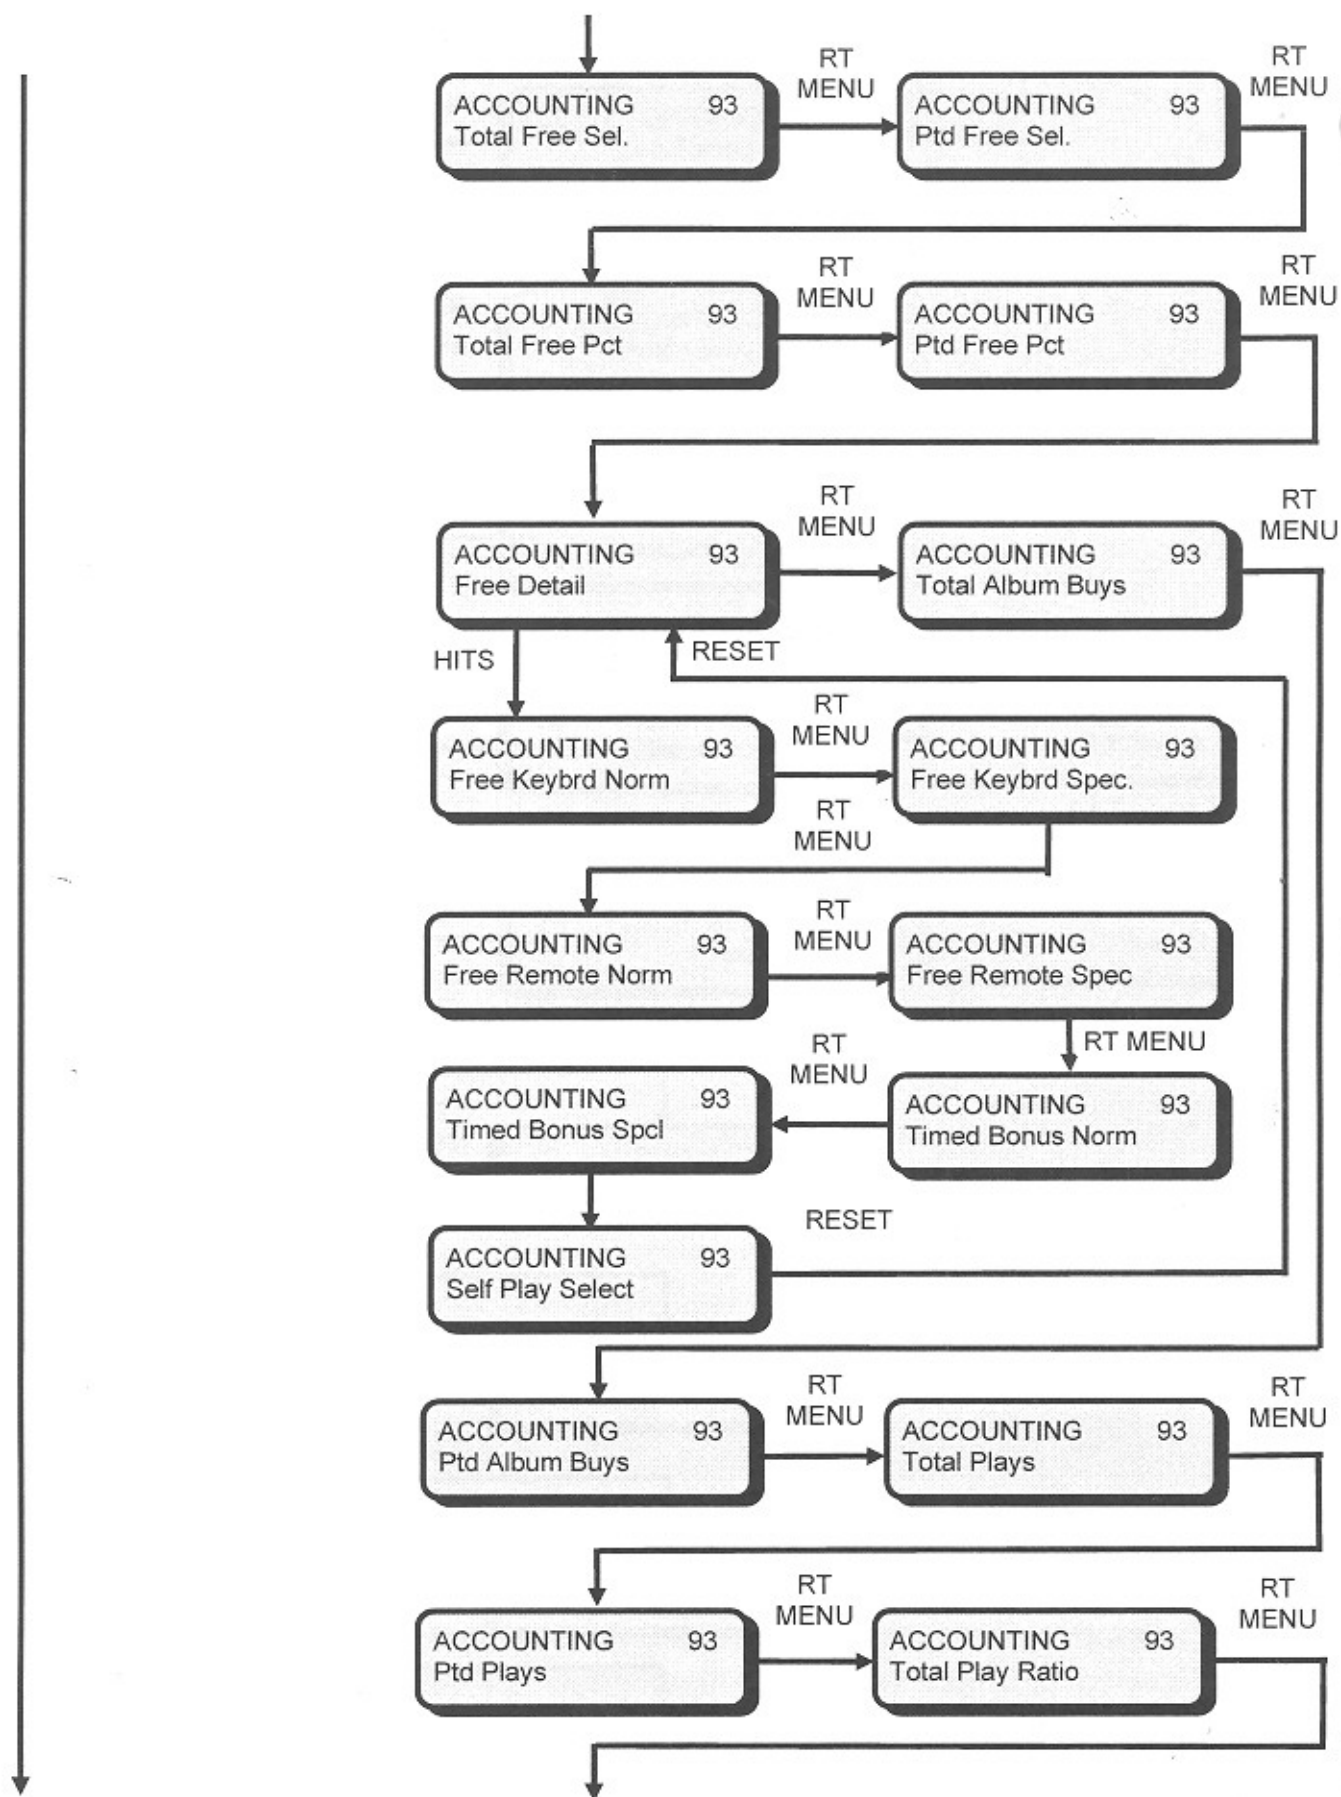 RT
MENU
RT
MENU
ACCOUNTING 93
Total Free Sel.
ACCOUNTING 93
Ptd Free Sel.
RT
MENU
RT
MENU
ACCOUNTING 93
Total Free Pct
ACCOUNTING 93
Ptd Free Pct
RT
MENU
RT
MENU
ACCOUNTING 93
Free Detail
ACCOUNTING 93
Total Album Buys
HITS
RESET
RT
MENU
ACCOUNTING 93
Free Keybrd Norm
ACCOUNTING 93
Free Keybrd Spec.
RT
MENU
RT
MENU
ACCOUNTING 93
Free Remote Norm
ACCOUNTING 93
Free Remote Spec
RT MENU
RT
MENU
ACCOUNTING 93
Timed Bonus Spcl
ACCOUNTING 93
Timed Bonus Norm
RESET
ACCOUNTING 93
Self Play Select
RT
MENU
RT
MENU
ACCOUNTING 93
Ptd Album Buys
ACCOUNTING 93
Total Plays
RT
MENU
RT
MENU
ACCOUNTING 93
Ptd Plays
ACCOUNTING 93
Total Play Ratio